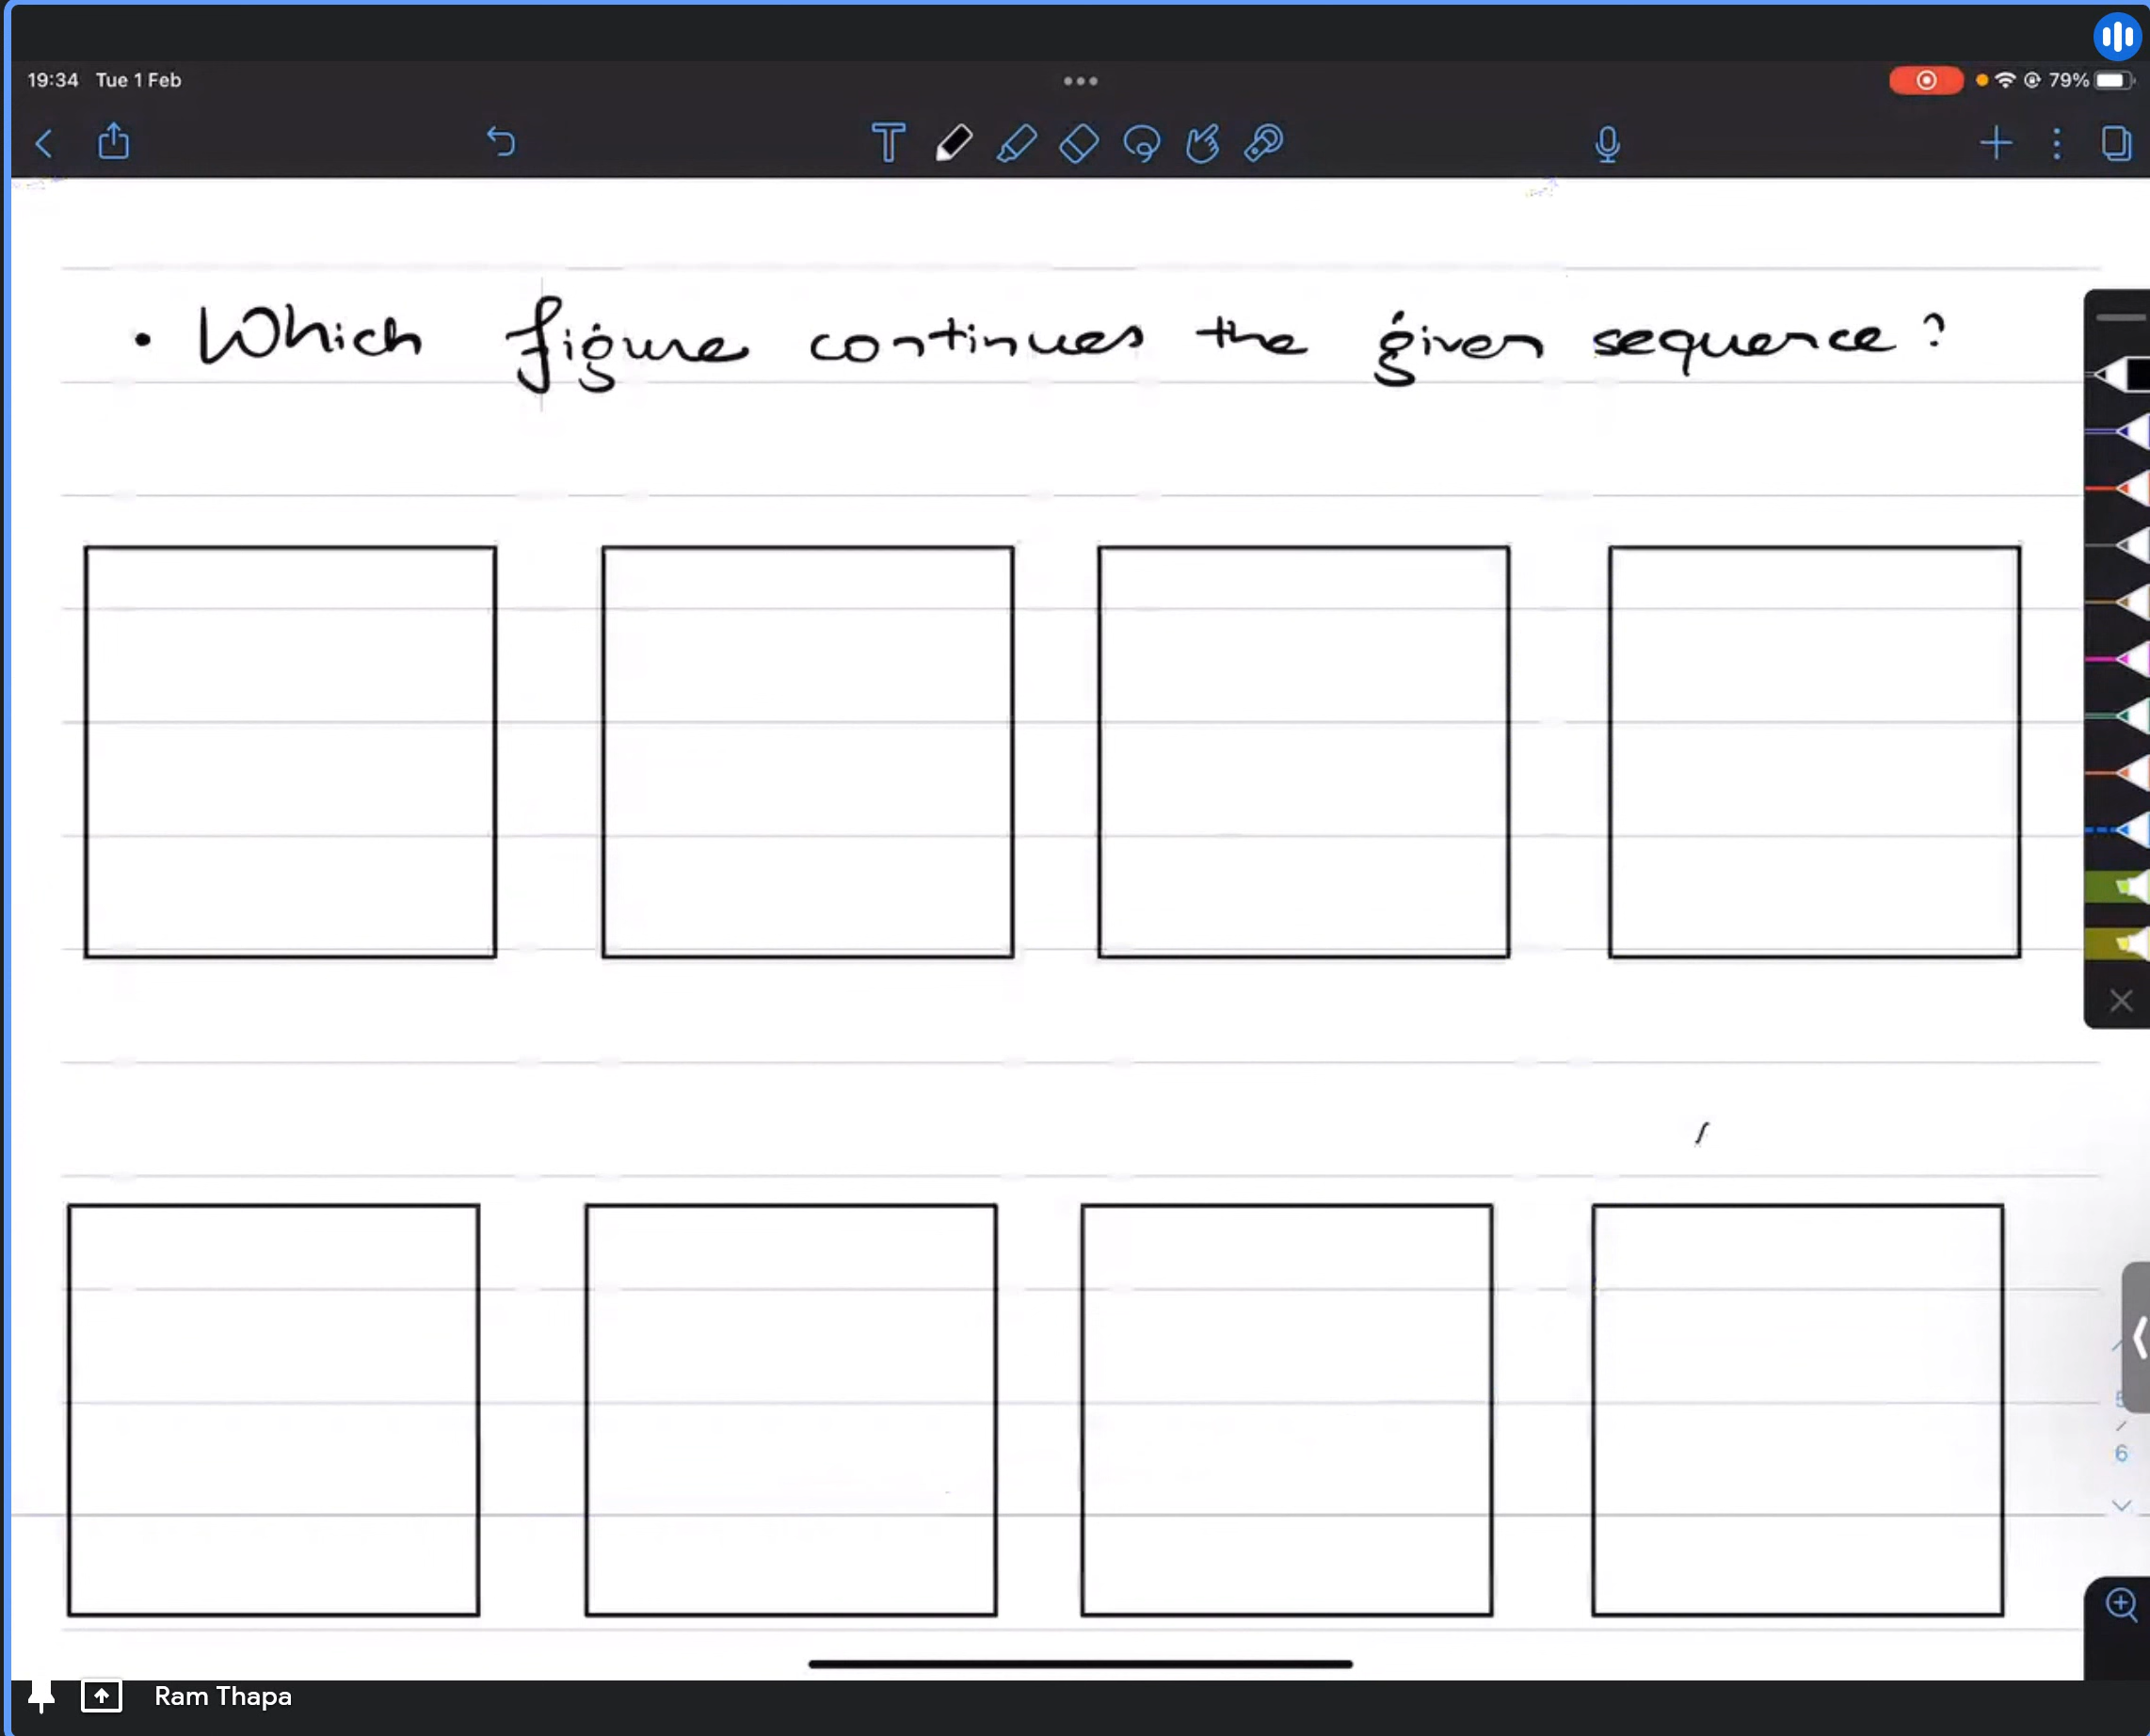 19:34 Tue 1 Feb
79%
T
• Which figure continues the given sequence?
6
Ram Thapa